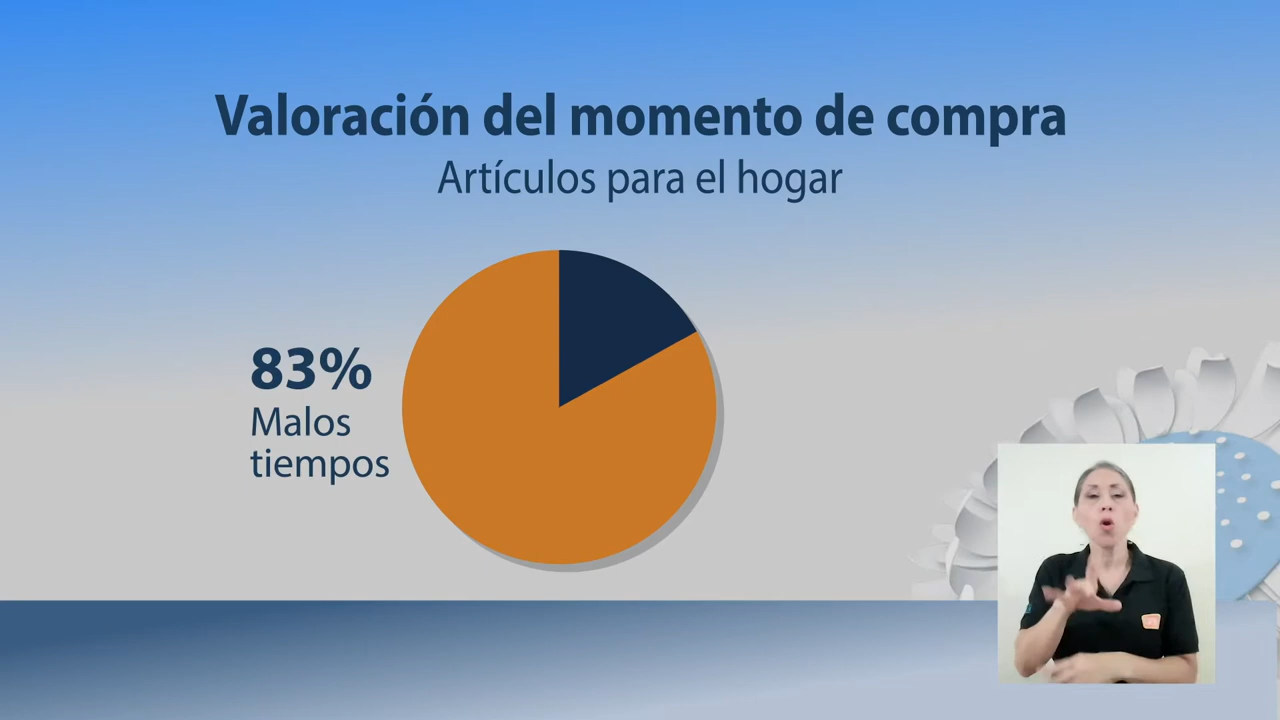 Valoración del momento de compra
Artículos para el hogar
83%
Malos
tiempos